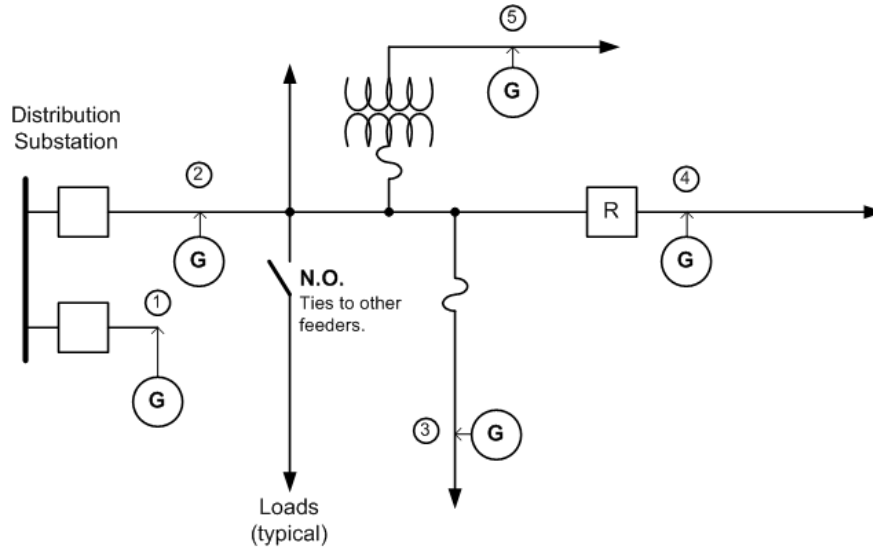 5
G
Distribution
Substation
2
4
R
G
G
N.O.
Ties to other
feeders.
1
G
3
G
Loads
(typical)